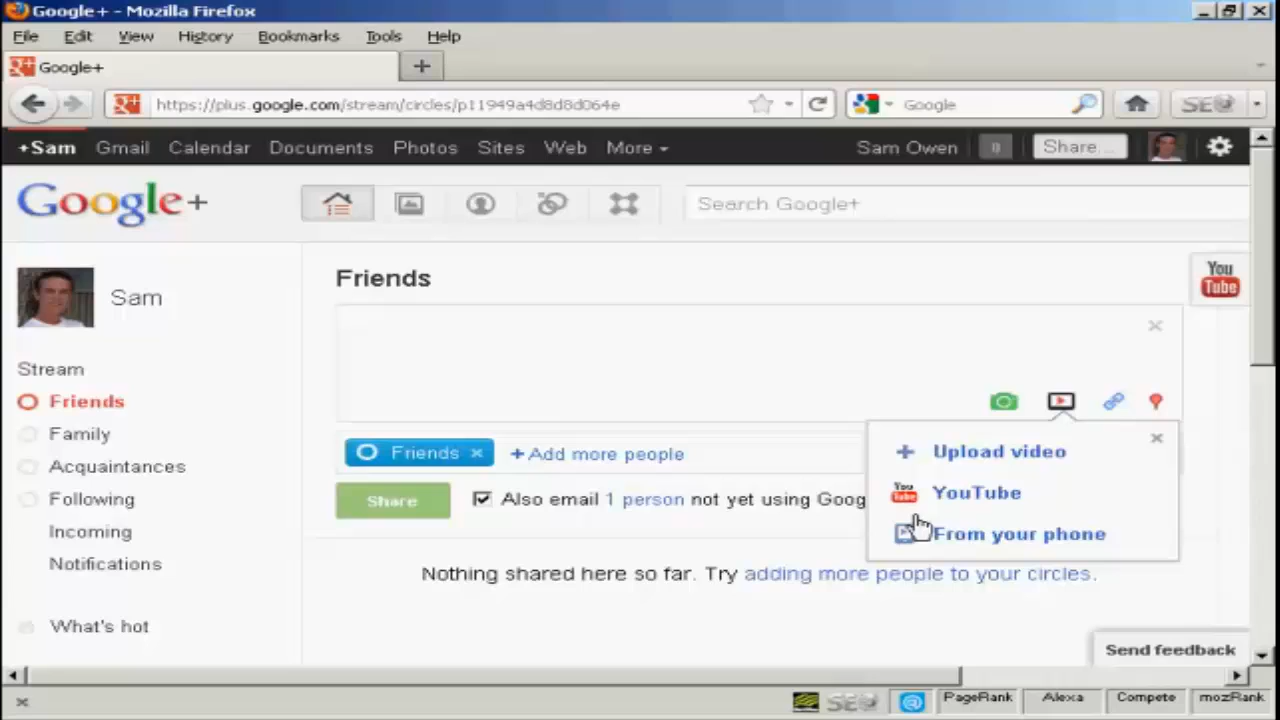 Google+ - Mozilla Firefox
File Edit View History Bookmarks Tools Help
Google+
https://plus.google.com/stream/circles/p11949a4d8d8d064e
Google
SEO
+Sam Gmail Calendar Documents Photos Sites Web More Sam Owen 0 Share...
Google+
Search Google+
Friends
You Tube
Sam
Stream
Friends
Family
Acquaintances
Following
Incoming
Notifications
What's hot
Friends × +Add more people
Share Also email 1 person not yet using Goog
Upload video
YouTube
From your phone
Nothing shared here so far. Try adding more people to your circles.
Send feedback
SEO PageRank Alexa Compete mozRank